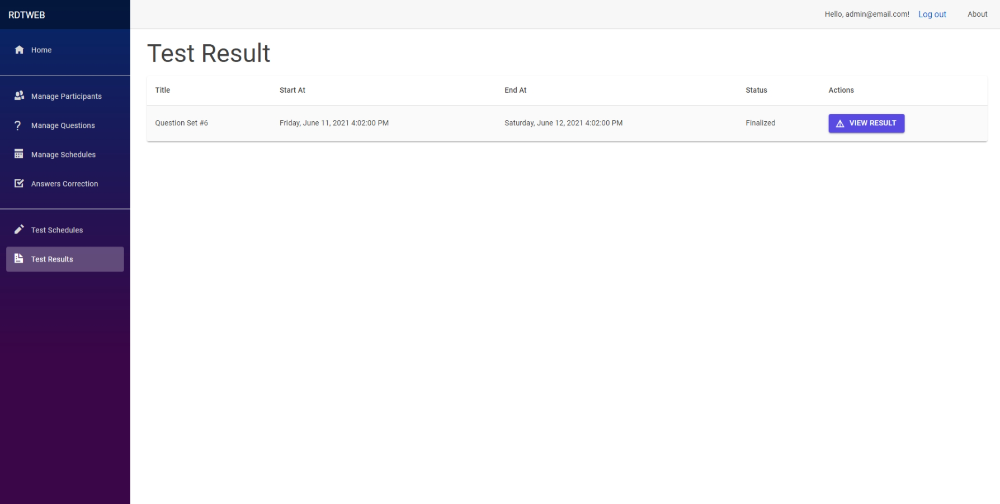 RDTWEB
Hello, admin@email.com! Log out About
Home
Manage Participants
Manage Questions
Manage Schedules
Answers Correction
Test Schedules
Test Results
Test Result
Title Start At End At Status Actions
Question Set #6 Friday, June 11, 2021 4:02:00 PM Saturday, June 12, 2021 4:02:00 PM Finalized VIEW RESULT